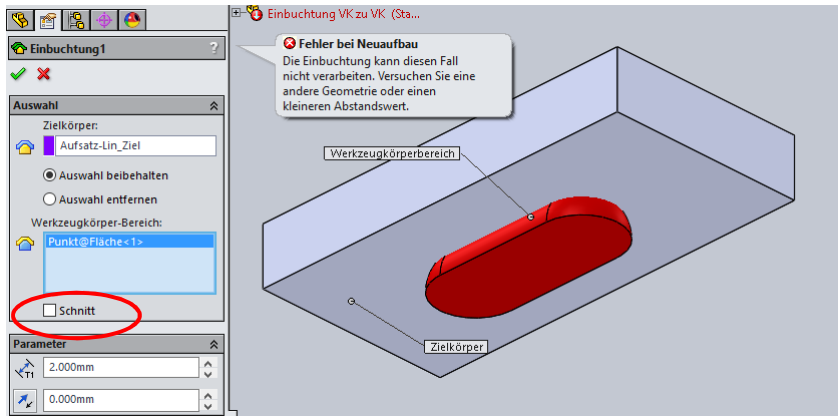 Einbuchtung VK zu VK (Sta...
Einbuchtung1
?
Fehler bei Neuaufbau
Die Einbuchtung kann diesen Fall
nicht verarbeiten. Versuchen Sie eine
andere Geometrie oder einen
kleineren Abstandswert.
Auswahl
Zielkörper:
Aufsatz-Lin_Ziel
Auswahl beibehalten
Auswahl entfernen
Werkzeugkörper-Bereich:
Punkt@Fläche<1>
Schnitt
Parameter
T1
2.000mm
0.000mm
Werkzeugkörperbereich
Zielkörper